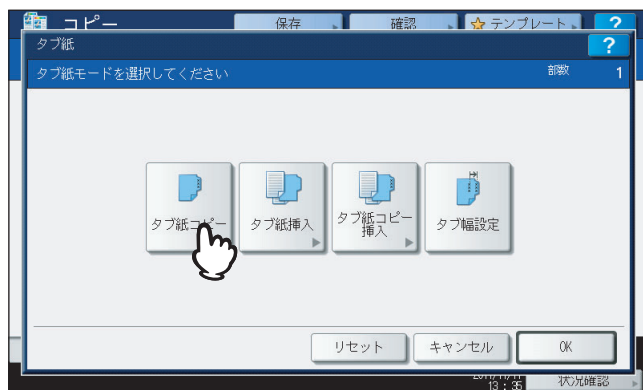 コピー 保存 確認 テンプレート ?
タブ紙 ?
タブ紙モードを選択してください 部数 1
タブ紙コピー タブ紙挿入 タブ紙コピー挿入 タブ幅設定
リセット キャンセル OK
13:35 状況確認